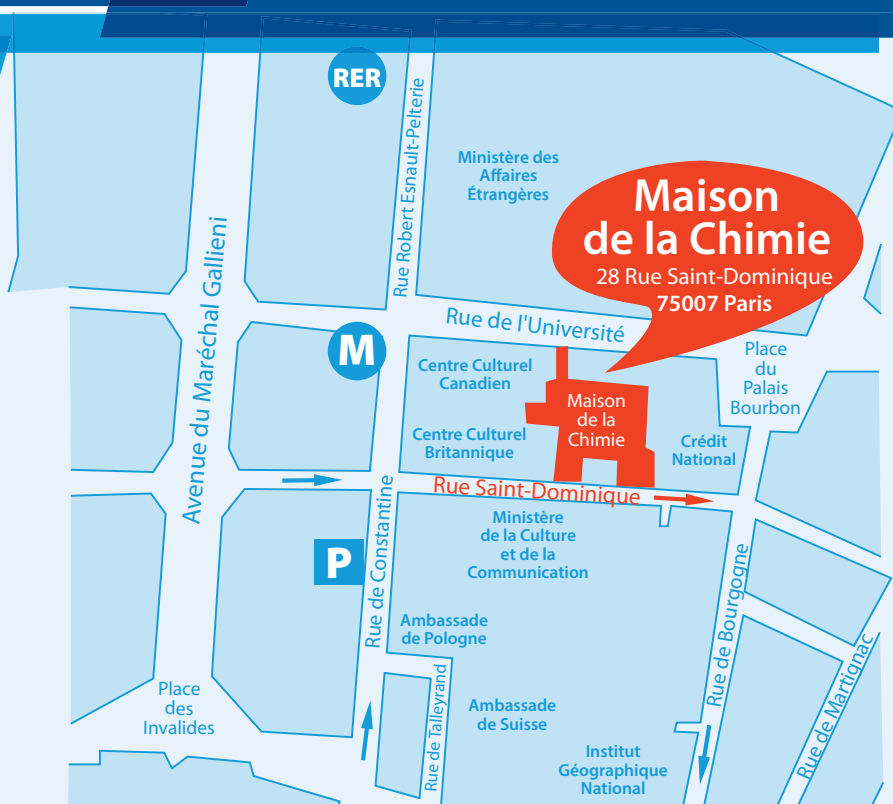 RER
Rue Robert Esnault-Pelterie
Ministère des
Affaires
Étrangères
Maison
de la Chimie
28 Rue Saint-Dominique
75007 Paris
Avenue du Maréchal Gallieni
Rue de l'Université
M
Centre Culturel
Canadien
Place
du
Palais
Bourbon
Maison
de la
Chimie
Centre Culturel
Britannique
Crédit
National
Rue Saint-Dominique
Ministère
de la Culture
et de la
Communication
P
Rue de Constantine
Rue de Bourgogne
Ambassade
de Pologne
Rue de Martignac
Place
des
Invalides
Rue de Talleyrand
Ambassade
de Suisse
Institut
Géographique
National